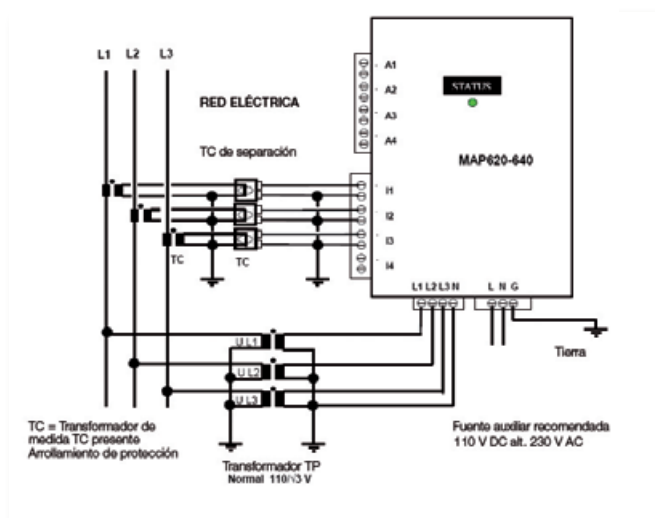 L1 L2 L3
RED ELÉCTRICA
TC de separación
A1
A2
A3
A4
STATUS
MAP620-640
I1
I2
I3
I4
TC TC
L1 L2 L3 N
L N G
Tierra
U L1
U L2
U L3
TC = Transformador de
medida TC presente
Arrollamiento de protección
Transformador TP
Normal 110/√3 V
Fuente auxiliar recomendada
110 V DC alt. 230 V AC